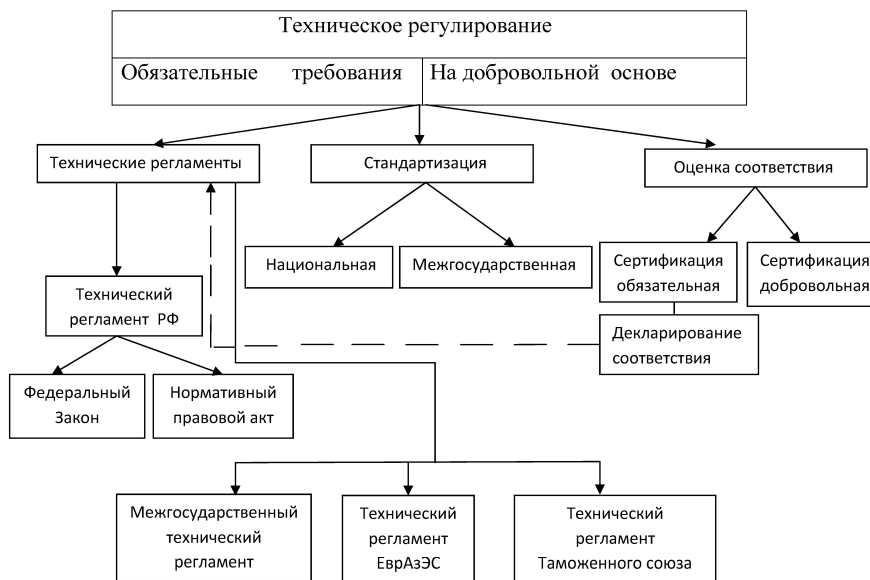 Техническое регулирование
Обязательные требования
На добровольной основе
Технические регламенты
Стандартизация
Оценка соответствия
Национальная
Межгосударственная
Сертификация
обязательная
Сертификация
добровольная
Технический
регламент РФ
Декларирование
соответствия
Федеральный
Закон
Нормативный
правовой акт
Межгосударственный
технический
регламент
Технический
регламент
ЕврАзЭС
Технический
регламент
Таможенного союза